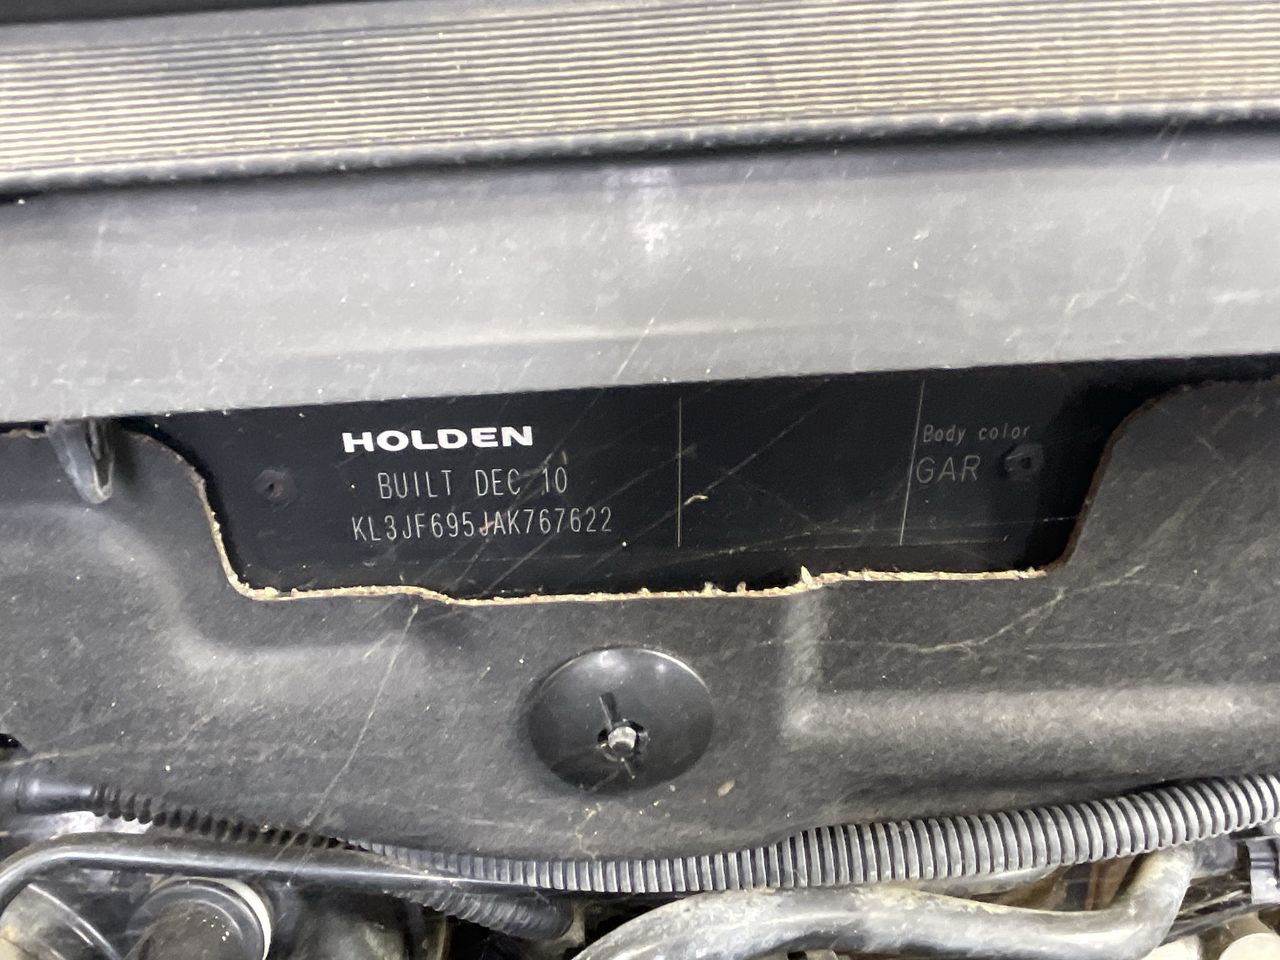 HOLDEN
BUILT DEC 10
KL3JF695JAK767622
Body color
GAR